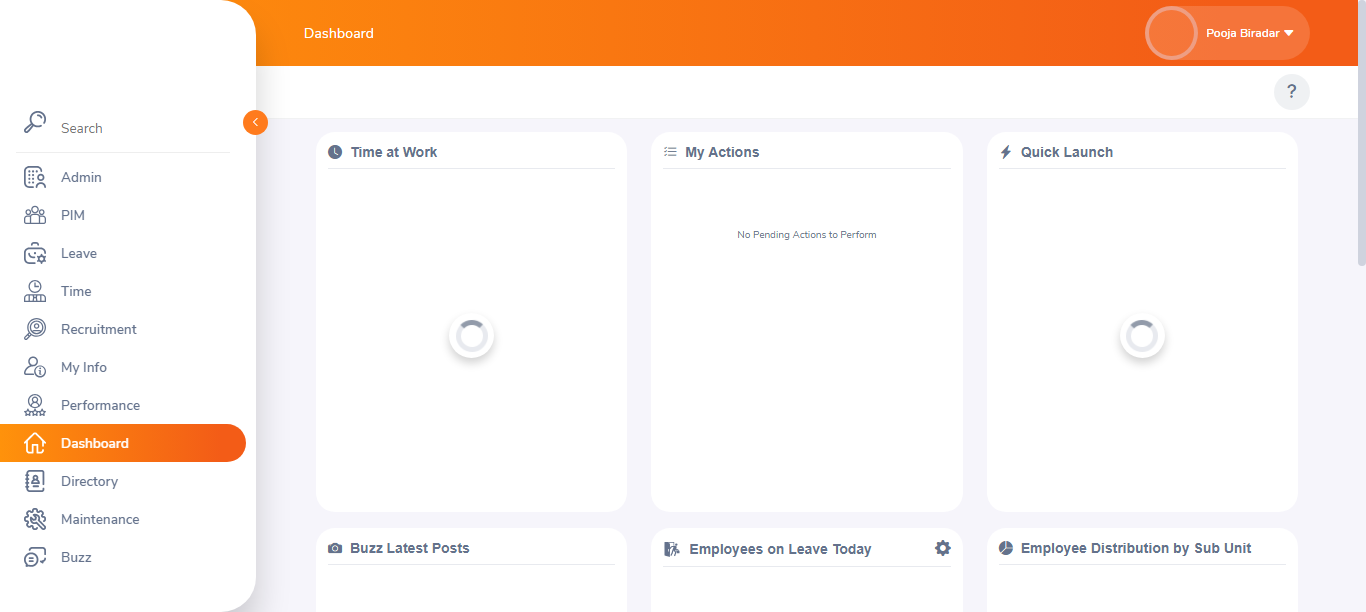 Dashboard
Pooja Biradar
?
Search
Admin
PIM
Leave
Time
Recruitment
My Info
Performance
Dashboard
Directory
Maintenance
Buzz
Time at Work
My Actions
No Pending Actions to Perform
Quick Launch
Buzz Latest Posts
Employees on Leave Today
Employee Distribution by Sub Unit